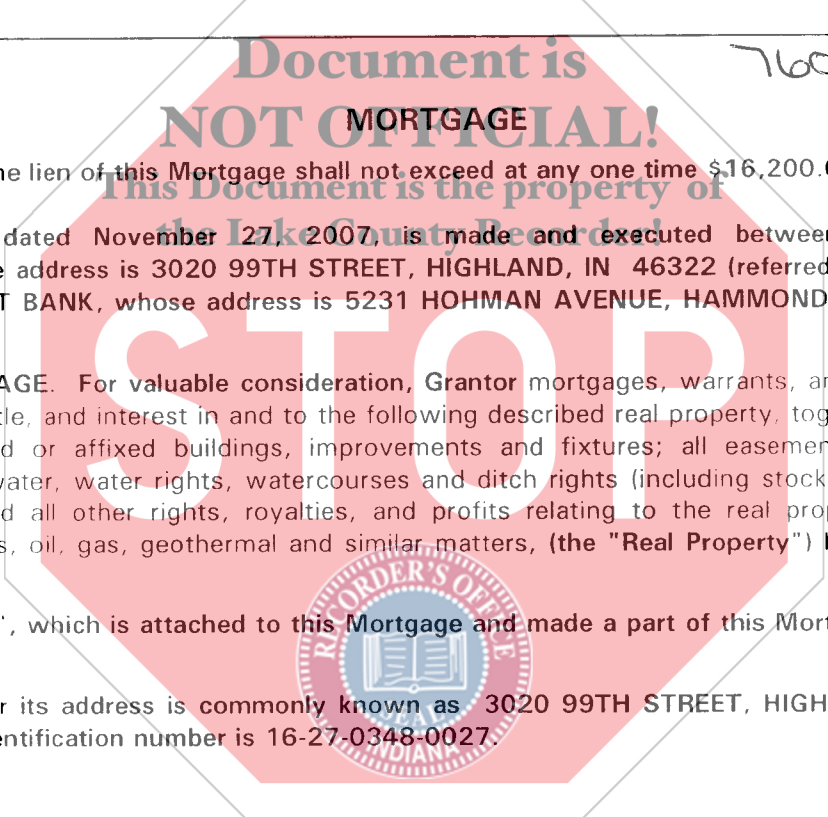 Document is
760
NOT OFFICIAL!
MORTGAGE
lien of this Mortgage shall not exceed at any one time $16,200.
This Document is the property of
the Lake County Recorder!
dated November 27, 2007, is made and executed between
address is 3020 99TH STREET, HIGHLAND, IN 46322 (referred
T BANK, whose address is 5231 HOHMAN AVENUE, HAMMOND
STOP
AGE. For valuable consideration, Grantor mortgages, warrants,
and interest in and to the following described real property,
d or affixed buildings, improvements and fixtures; all
water, water rights, watercourses and ditch rights (including stock
d all other rights, royalties, and profits relating to the real
s, oil, gas, geothermal and similar matters, (the "Real Property")
RECORDER'S OFFICE
", which is attached to this Mortgage and made a part of this
r its address is commonly known as 3020 99TH STREET,
SEAL
entification number is 16-27-0348-0027.
INDIANA